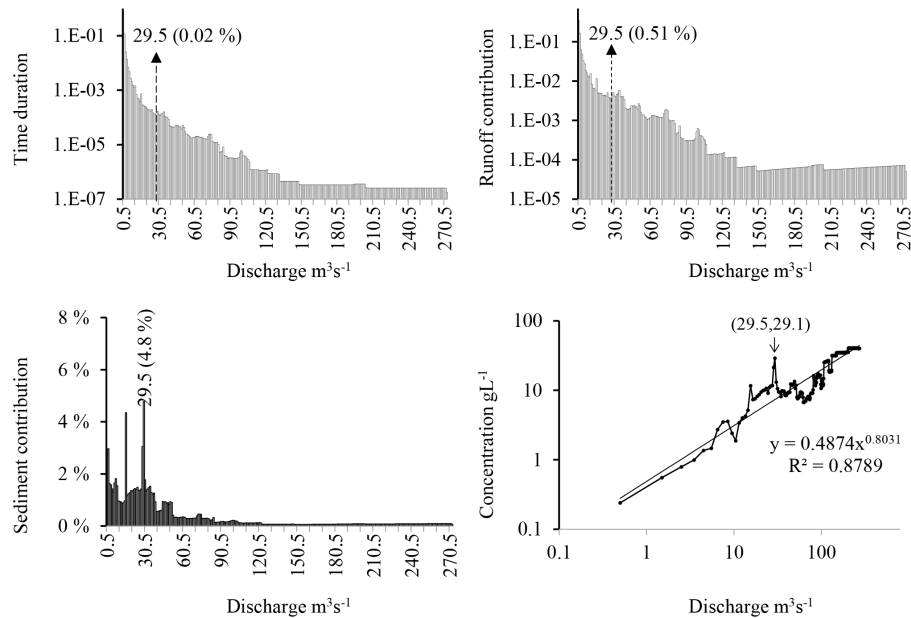 Time duration
1.E-01
1.E-03
1.E-05
1.E-07
29.5 (0.02 %)
0.5
30.5
60.5
90.5
120.5
150.5
180.5
210.5
240.5
270.5
Discharge m³s⁻¹
Runoff contribution
1.E-01
1.E-02
1.E-03
1.E-04
1.E-05
29.5 (0.51 %)
0.5
30.5
60.5
90.5
120.5
150.5
180.5
210.5
240.5
270.5
Discharge m³s⁻¹
Sediment contribution
8 %
6 %
4 %
2 %
0 %
29.5 (4.8 %)
0.5
30.5
60.5
90.5
120.5
150.5
180.5
210.5
240.5
270.5
Discharge m³s⁻¹
Concentration gL⁻¹
100
10
1
0.1
(29.5,29.1)
y = 0.4874x⁰·⁸⁰³¹
R² = 0.8789
0.1
1
10
100
Discharge m³s⁻¹